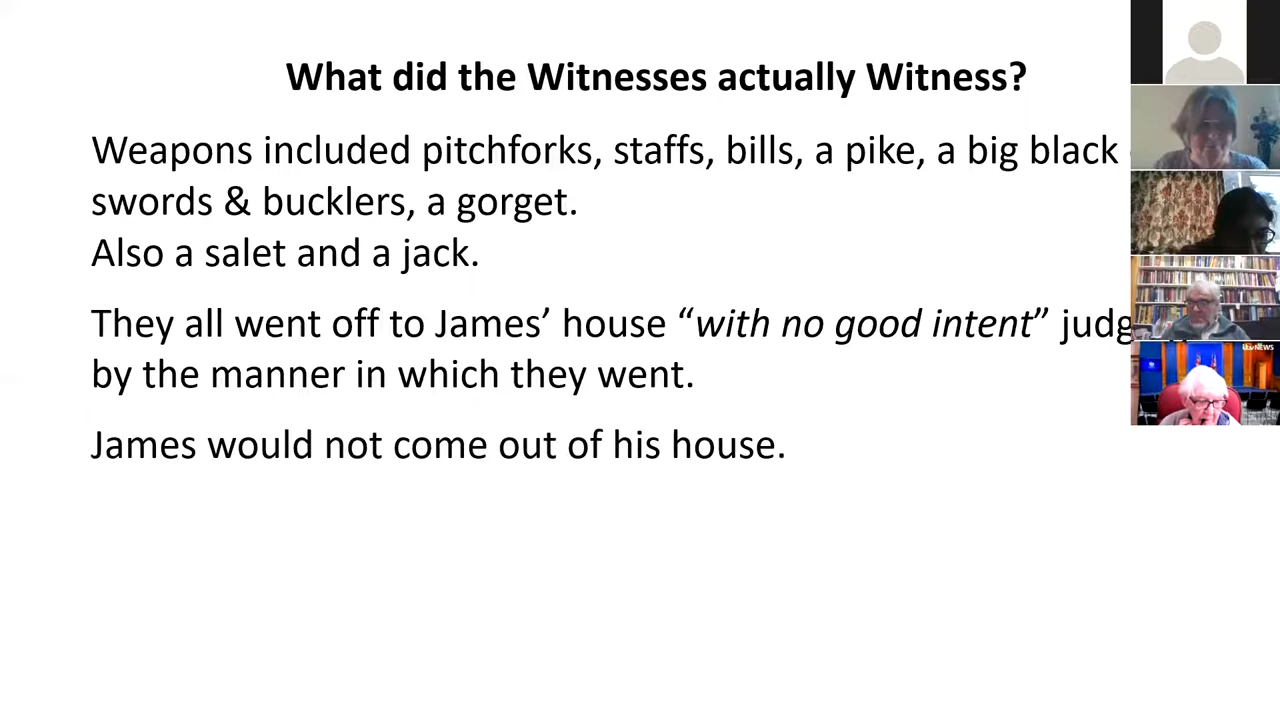 What did the Witnesses actually Witness?
Weapons included pitchforks, staffs, bills, a pike, a big black
swords & bucklers, a gorget.
Also a salet and a jack.
They all went off to James’ house “with no good intent”
by the manner in which they went.
James would not come out of his house.
itv NEWS